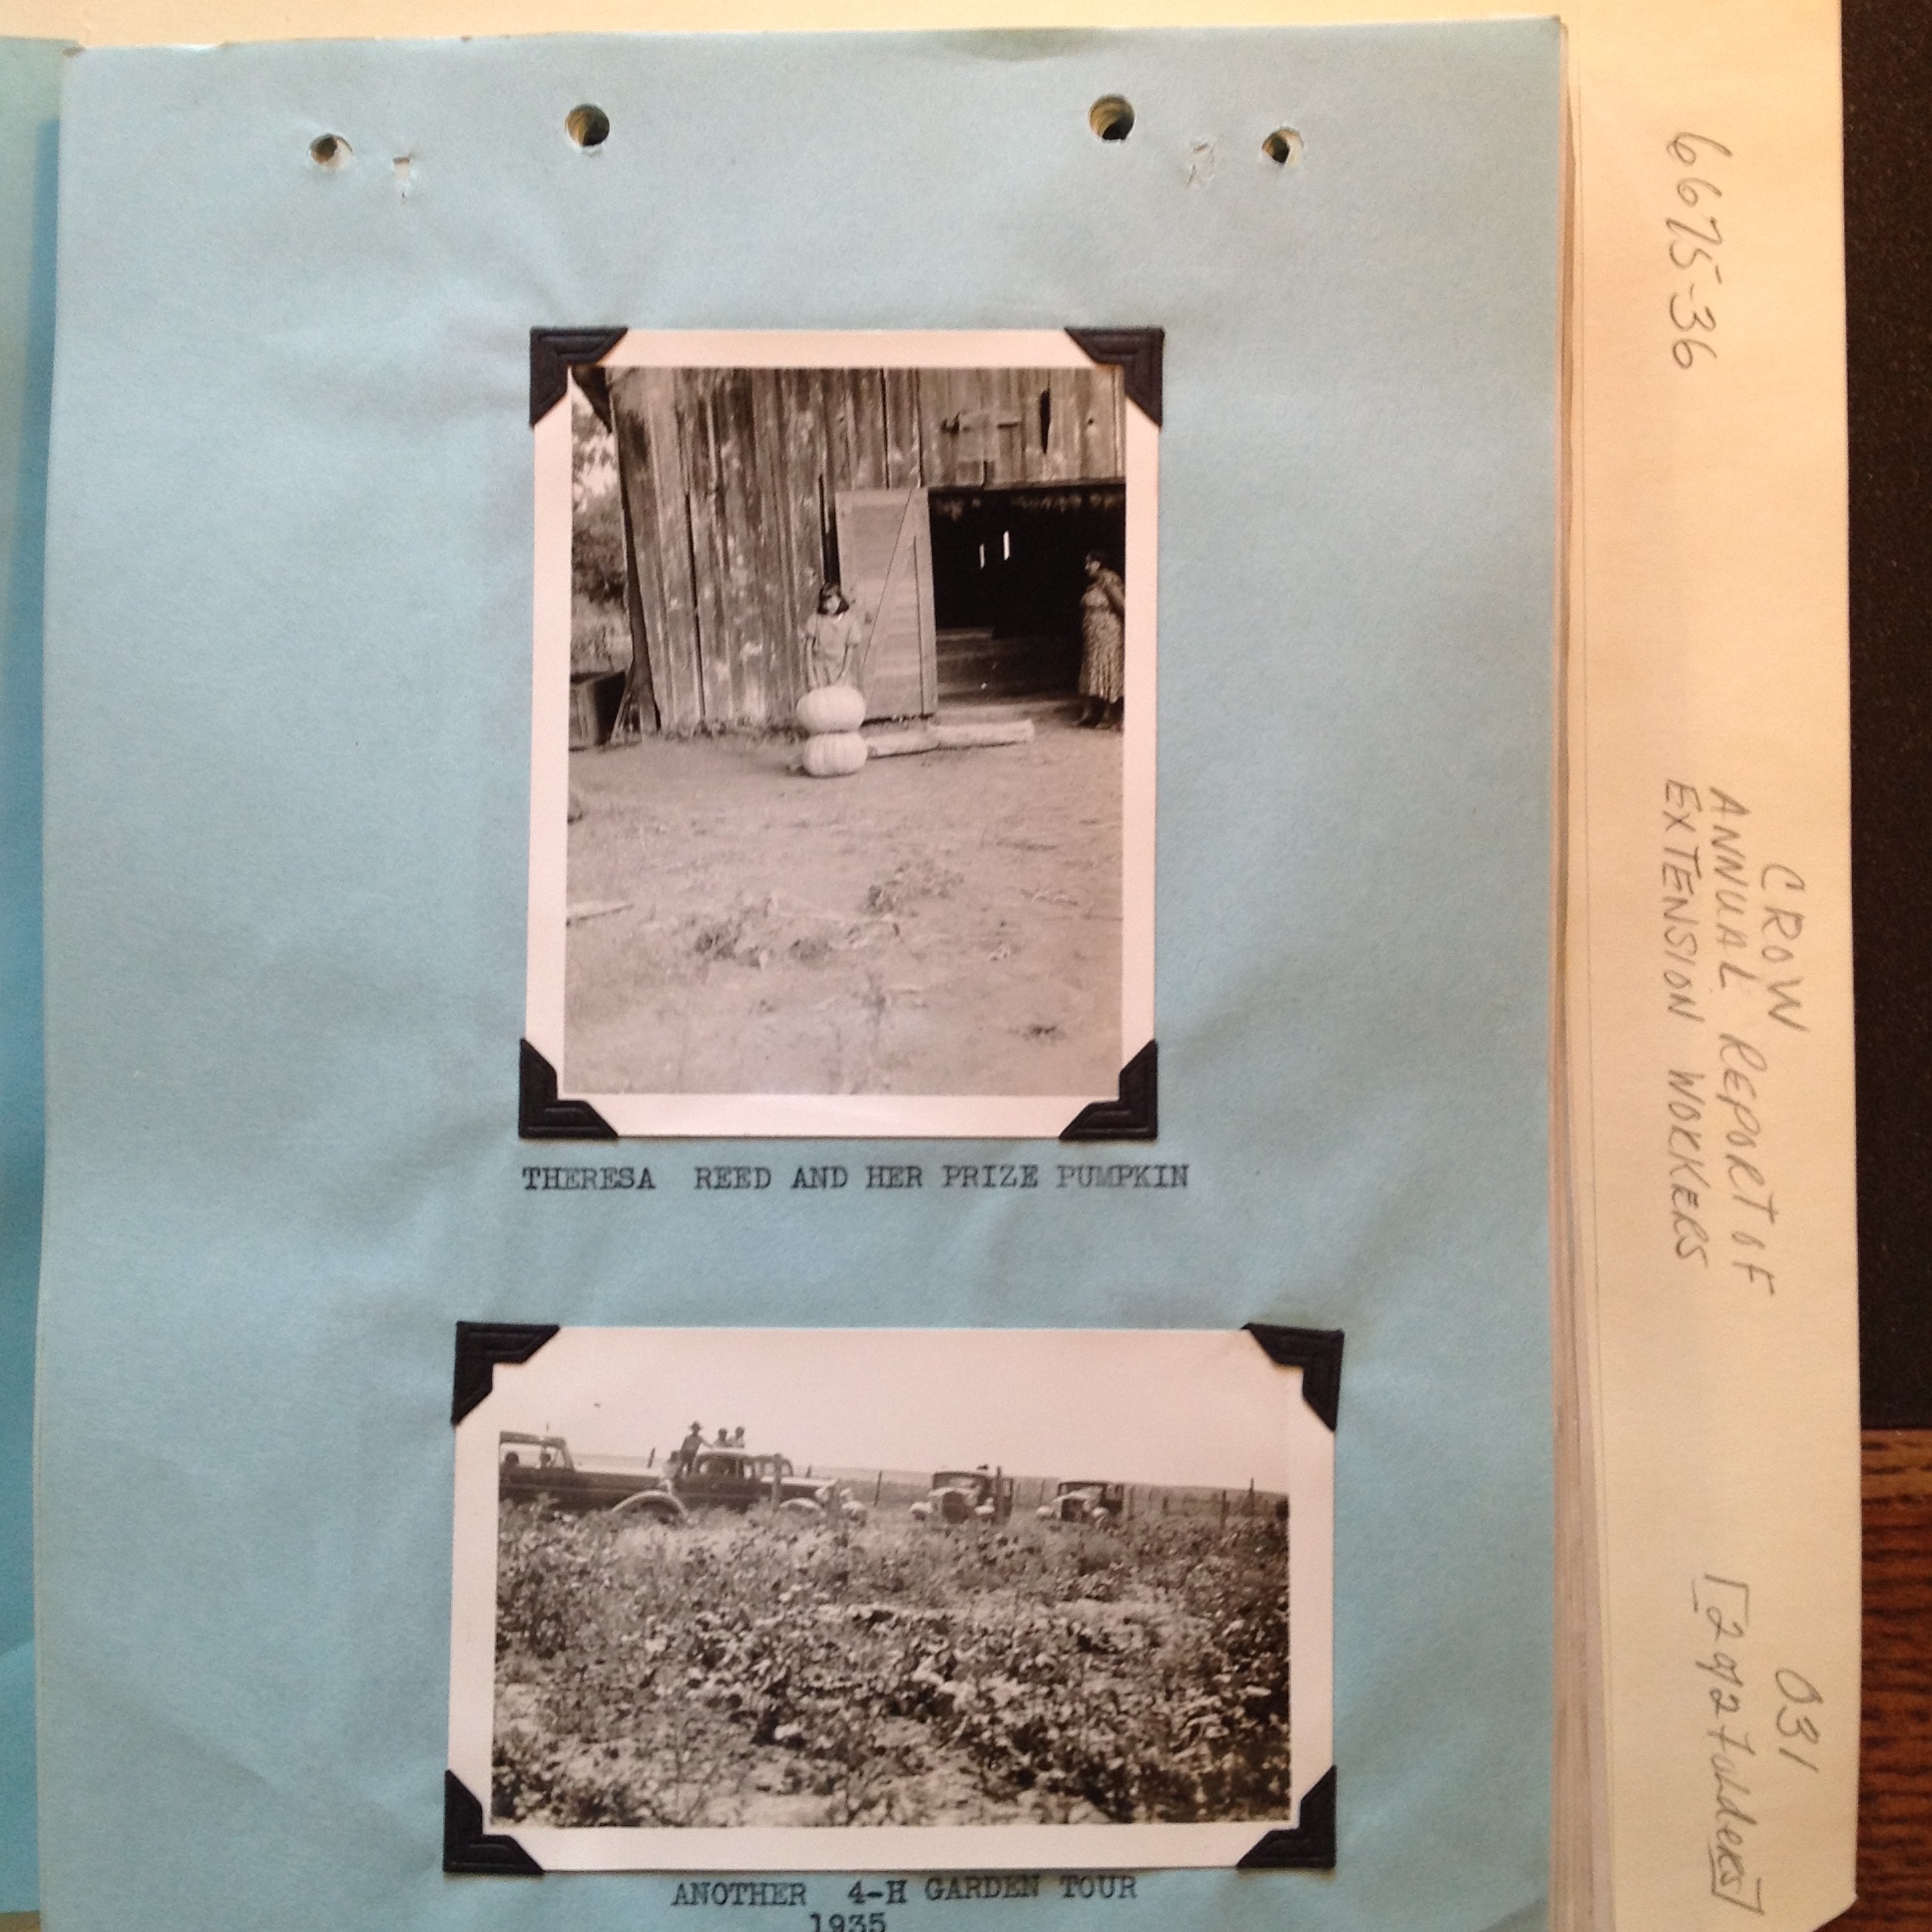 THERESA REED AND HER PRIZE PUMPKIN
ANOTHER 4-H GARDEN TOUR
1935
6675-36
CROW
ANNUAL REPORT OF
EXTENSION WORKERS
031
[2 of 2 folders]